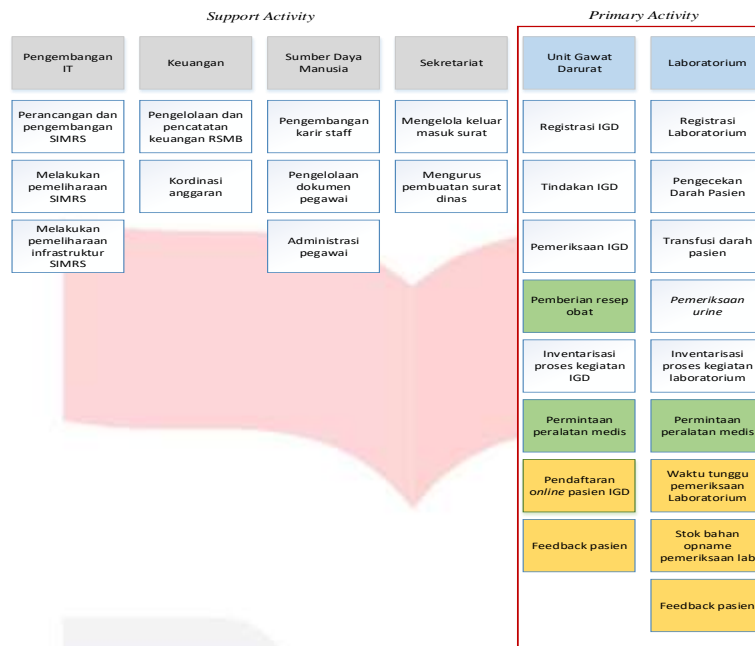 Support Activity
Primary Activity
Pengembangan
IT
Keuangan
Sumber Daya
Manusia
Sekretariat
Unit Gawat
Darurat
Laboratorium
Perancangan dan
pengembangan
SIMRS
Pengelolaan dan
pencatatan
keuangan RSMB
Pengembangan
karir staff
Mengelola keluar
masuk surat
Registrasi IGD
Registrasi
Laboratorium
Melakukan
pemeliharaan
SIMRS
Kordinasi
anggaran
Pengelolaan
dokumen
pegawai
Mengurus
pembuatan surat
dinas
Tindakan IGD
Pengecekan
Darah Pasien
Melakukan
pemeliharaan
infrastruktur
SIMRS
Administrasi
pegawai
Pemeriksaan IGD
Transfusi darah
pasien
Pemberian resep
obat
Pemeriksaan
urine
Inventarisasi
proses kegiatan
IGD
Inventarisasi
proses kegiatan
laboratorium
Permintaan
peralatan medis
Permintaan
peralatan medis
Pendaftaran
online pasien IGD
Waktu tunggu
pemeriksaan
Laboratorium
Feedback pasien
Stok bahan
opname
pemeriksaan lab
Feedback pasien